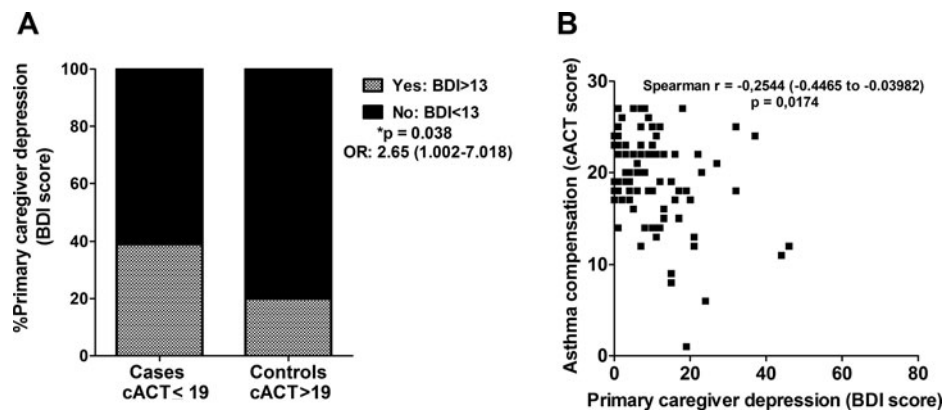 A
%Primary caregiver depression
(BDI score)
100
80
60
40
20
0
Cases
cACT≤ 19
Controls
cACT>19
Yes: BDI>13
No: BDI<13
*p = 0.038
OR: 2.65 (1.002-7.018)
B
Asthma compensation (cACT score)
30
20
10
0
Spearman r = -0,2544 (-0.4465 to -0.03982)
p = 0,0174
0
20
40
60
80
Primary caregiver depression (BDI score)